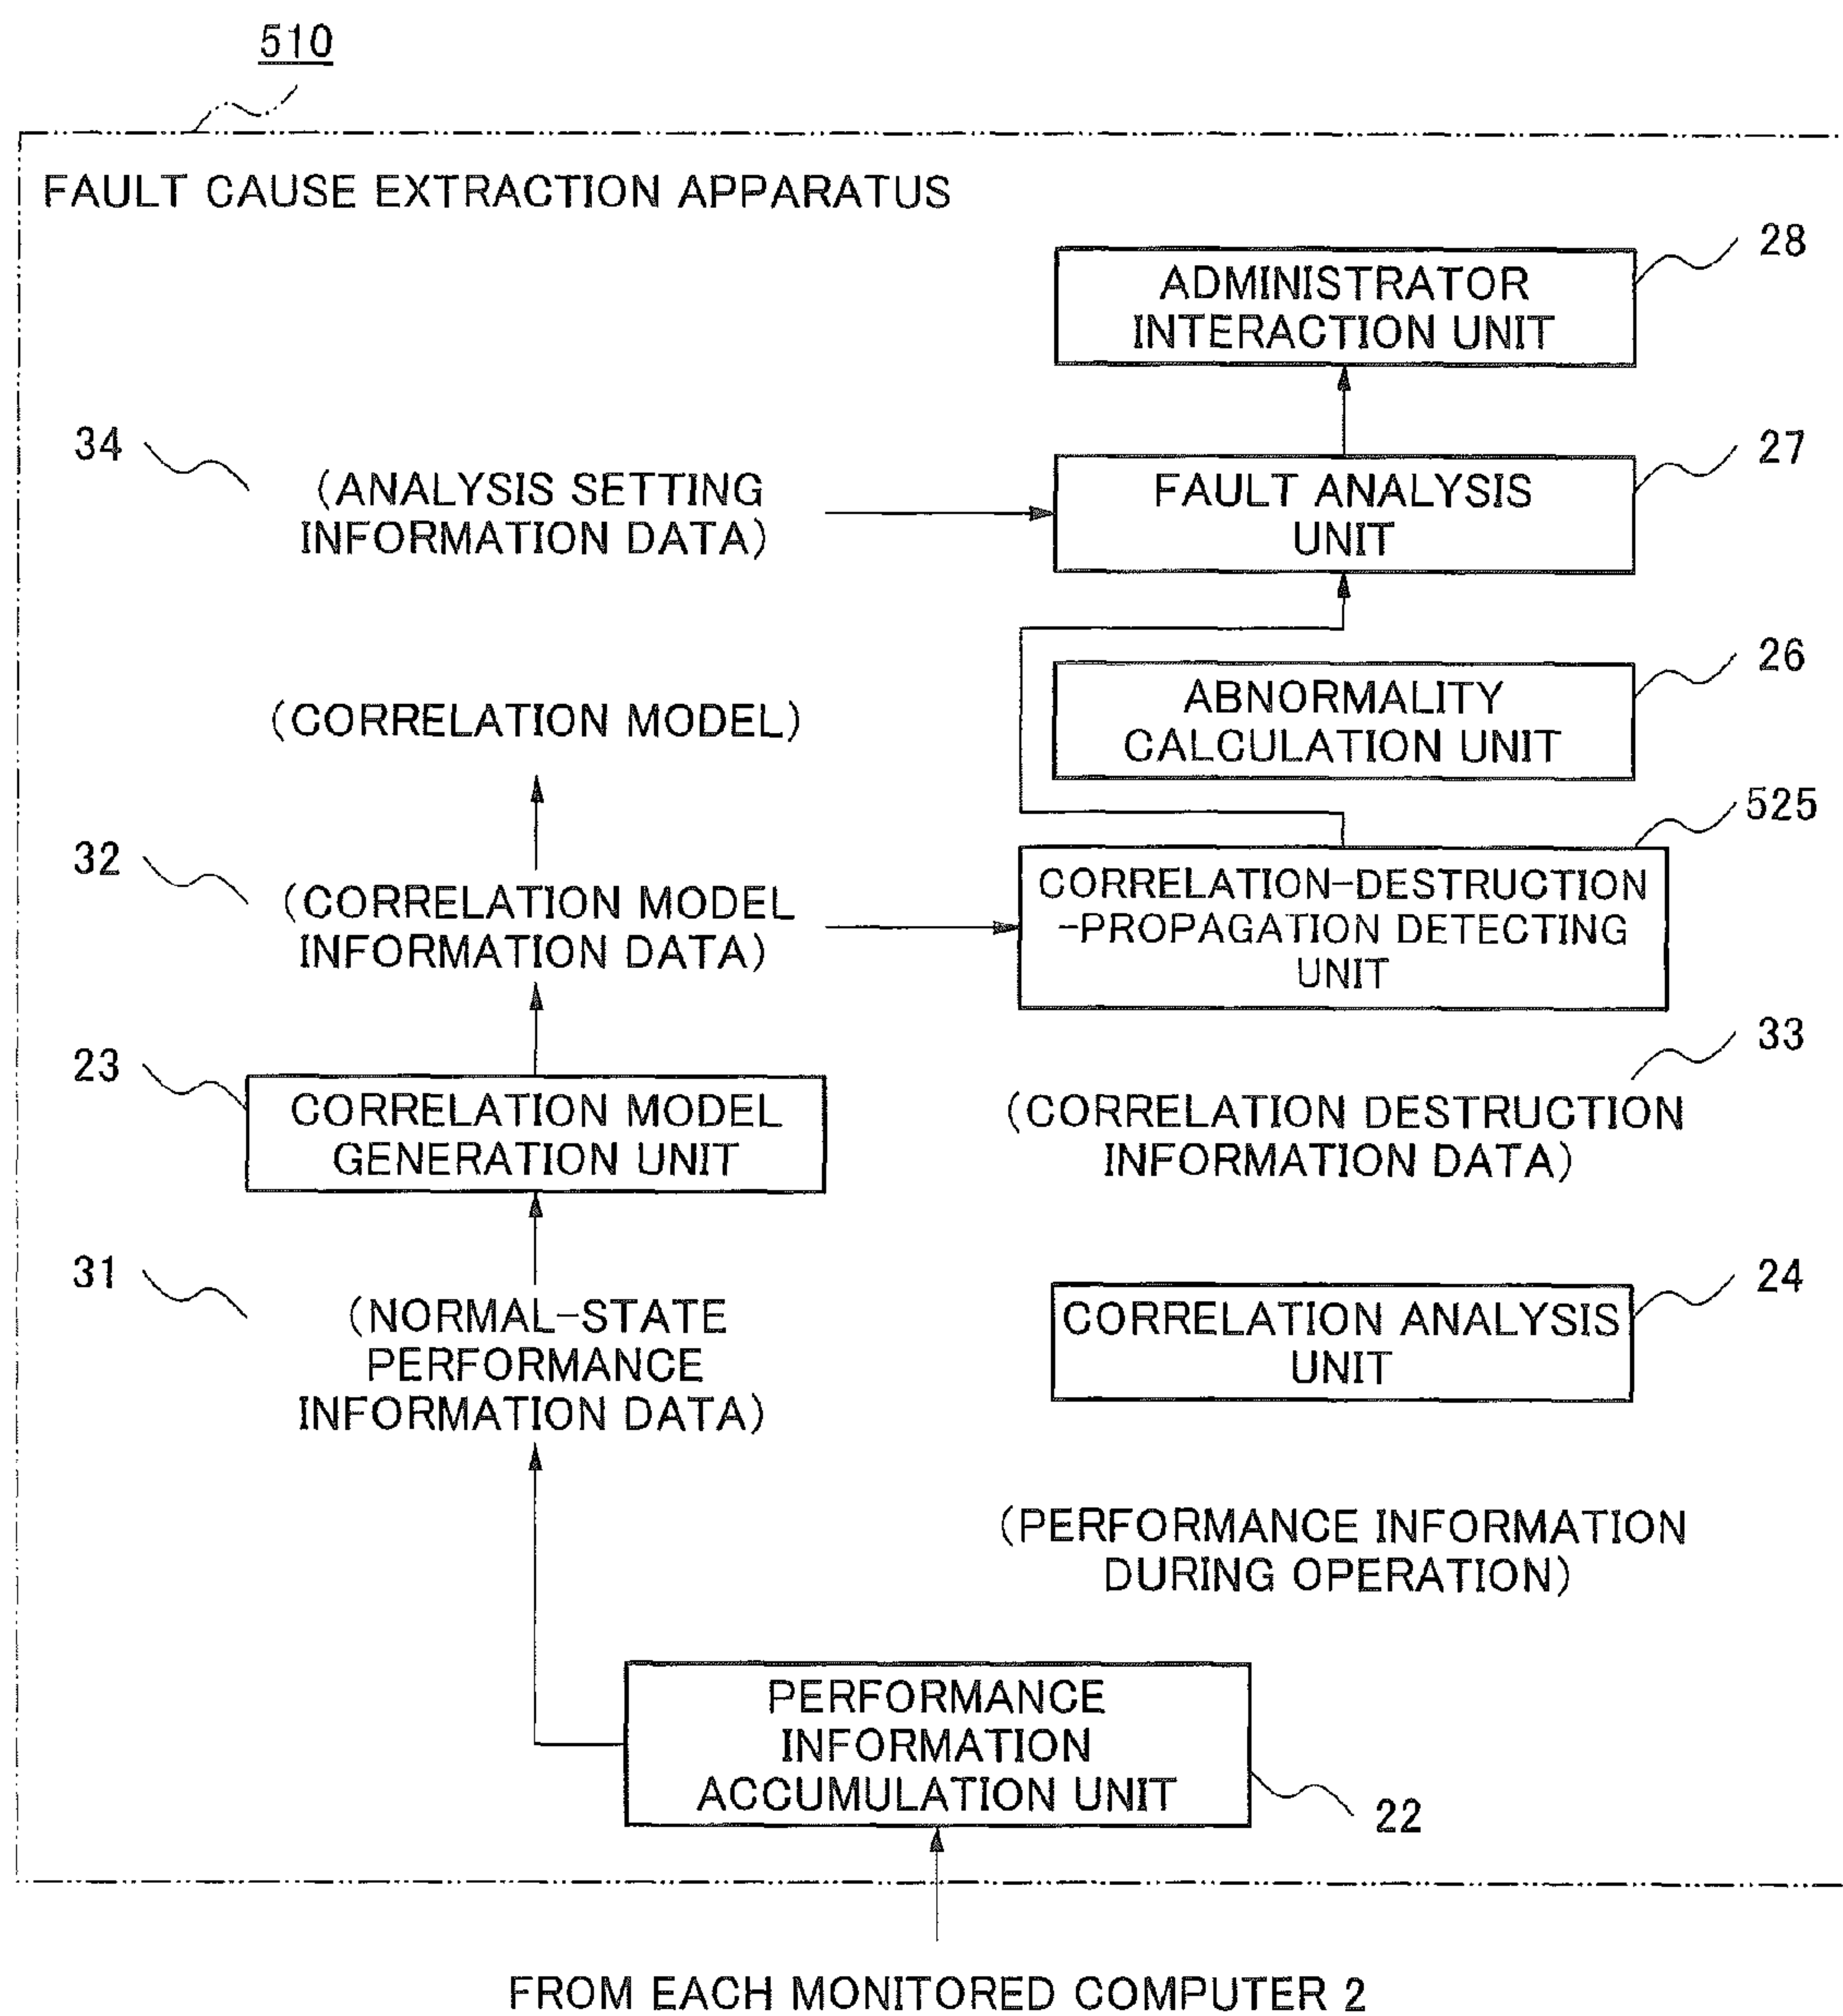 510
FAULT CAUSE EXTRACTION APPARATUS
28
ADMINISTRATOR
INTERACTION UNIT
34
(ANALYSIS SETTING
INFORMATION DATA)
27
FAULT ANALYSIS
UNIT
26
ABNORMALITY
CALCULATION UNIT
(CORRELATION MODEL)
525
32
(CORRELATION MODEL
INFORMATION DATA)
CORRELATION-DESTRUCTION
-PROPAGATION DETECTING
UNIT
23
CORRELATION MODEL
GENERATION UNIT
33
(CORRELATION DESTRUCTION
INFORMATION DATA)
31
(NORMAL-STATE
PERFORMANCE
INFORMATION DATA)
24
CORRELATION ANALYSIS
UNIT
(PERFORMANCE INFORMATION
DURING OPERATION)
PERFORMANCE
INFORMATION
ACCUMULATION UNIT
22
FROM EACH MONITORED COMPUTER 2